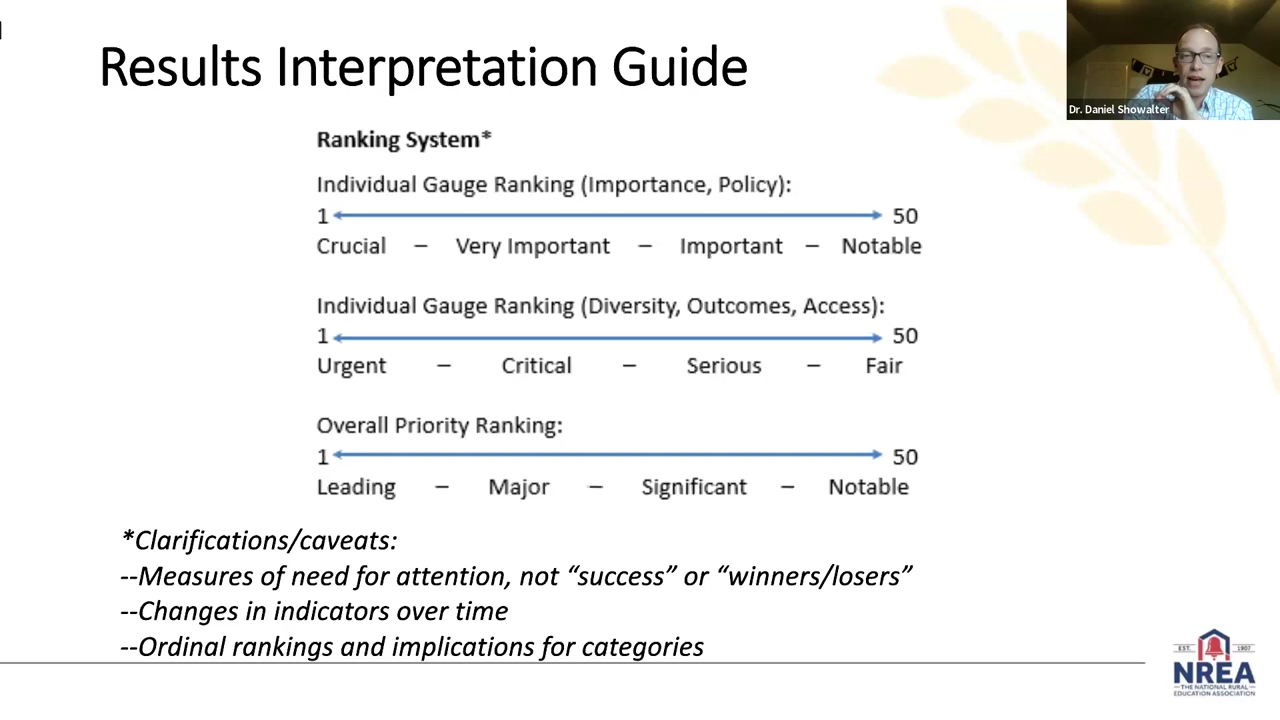 Results Interpretation Guide
Dr. Daniel Showalter
Ranking System*
Individual Gauge Ranking (Importance, Policy):
1 50
Crucial – Very Important – Important – Notable
Individual Gauge Ranking (Diversity, Outcomes, Access):
1 50
Urgent – Critical – Serious – Fair
Overall Priority Ranking:
1 50
Leading – Major – Significant – Notable
*Clarifications/caveats:
--Measures of need for attention, not “success” or “winners/losers”
--Changes in indicators over time
--Ordinal rankings and implications for categories
EST. 1907
NREA
THE NATIONAL RURAL
EDUCATION ASSOCIATION